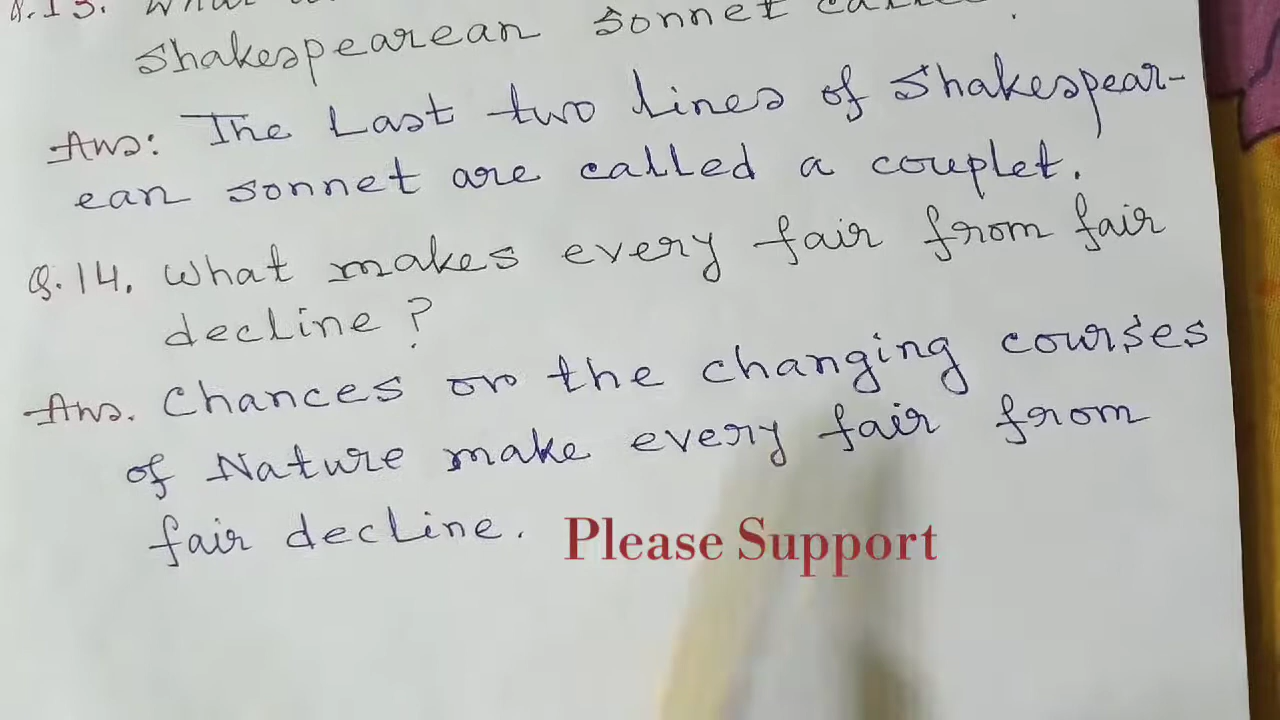 Q.13. What
Shakespearean sonnet
Ans: The Last two lines of Shakespear-
ean sonnet are called a couplet.
Q.14. What makes every fair from fair
decline?
Ans. Chances or the changing courses
of Nature make every fair from
fair decline.
Please Support